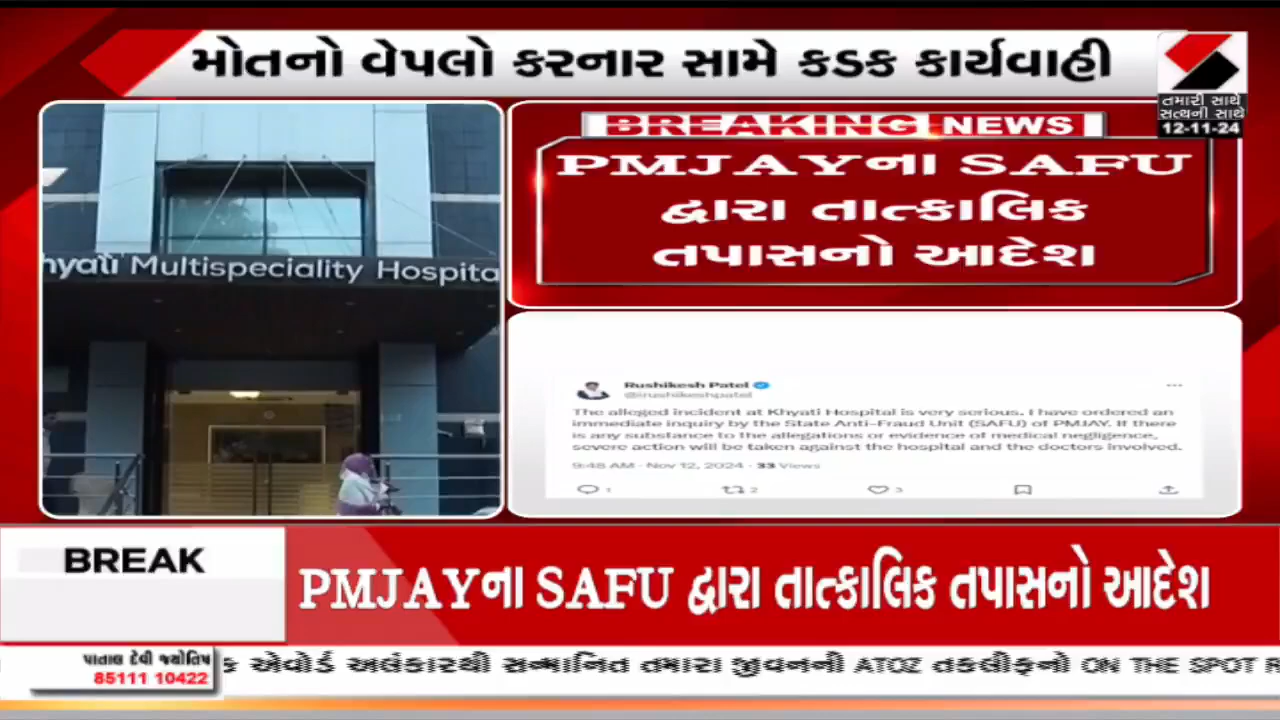 મોતનો વેપલો કરનાર સામે કડક કાર્યવાહી
તમારી સાથે
સત્યની સાથે
12-11-24
BREAKING NEWS
PMJAYના SAFU
દ્વારા તાત્કાલિક
તપાસનો આદેશ
hyati Multispeciality Hospita
Rushikesh Patel
@irushikeshpatel
The alleged incident at Khyati Hospital is very serious. I have ordered an
immediate inquiry by the State Anti-Fraud Unit (SAFU) of PMJAY. If there
is any substance to the allegations or evidence of medical negligence,
severe action will be taken against the hospital and the doctors involved.
9:48 AM · Nov 12, 2024 · 33 Views
1 2 3
BREAK
PMJAYના SAFU દ્વારા તાત્કાલિક તપાસનો આદેશ
પાતાલ દેવી જ્યોતિષ
85111 10422
ક એવોર્ડ અલંકારથી સન્માનિત તમારા જીવનની ATOZ તકલીફનો ON THE SPOT R